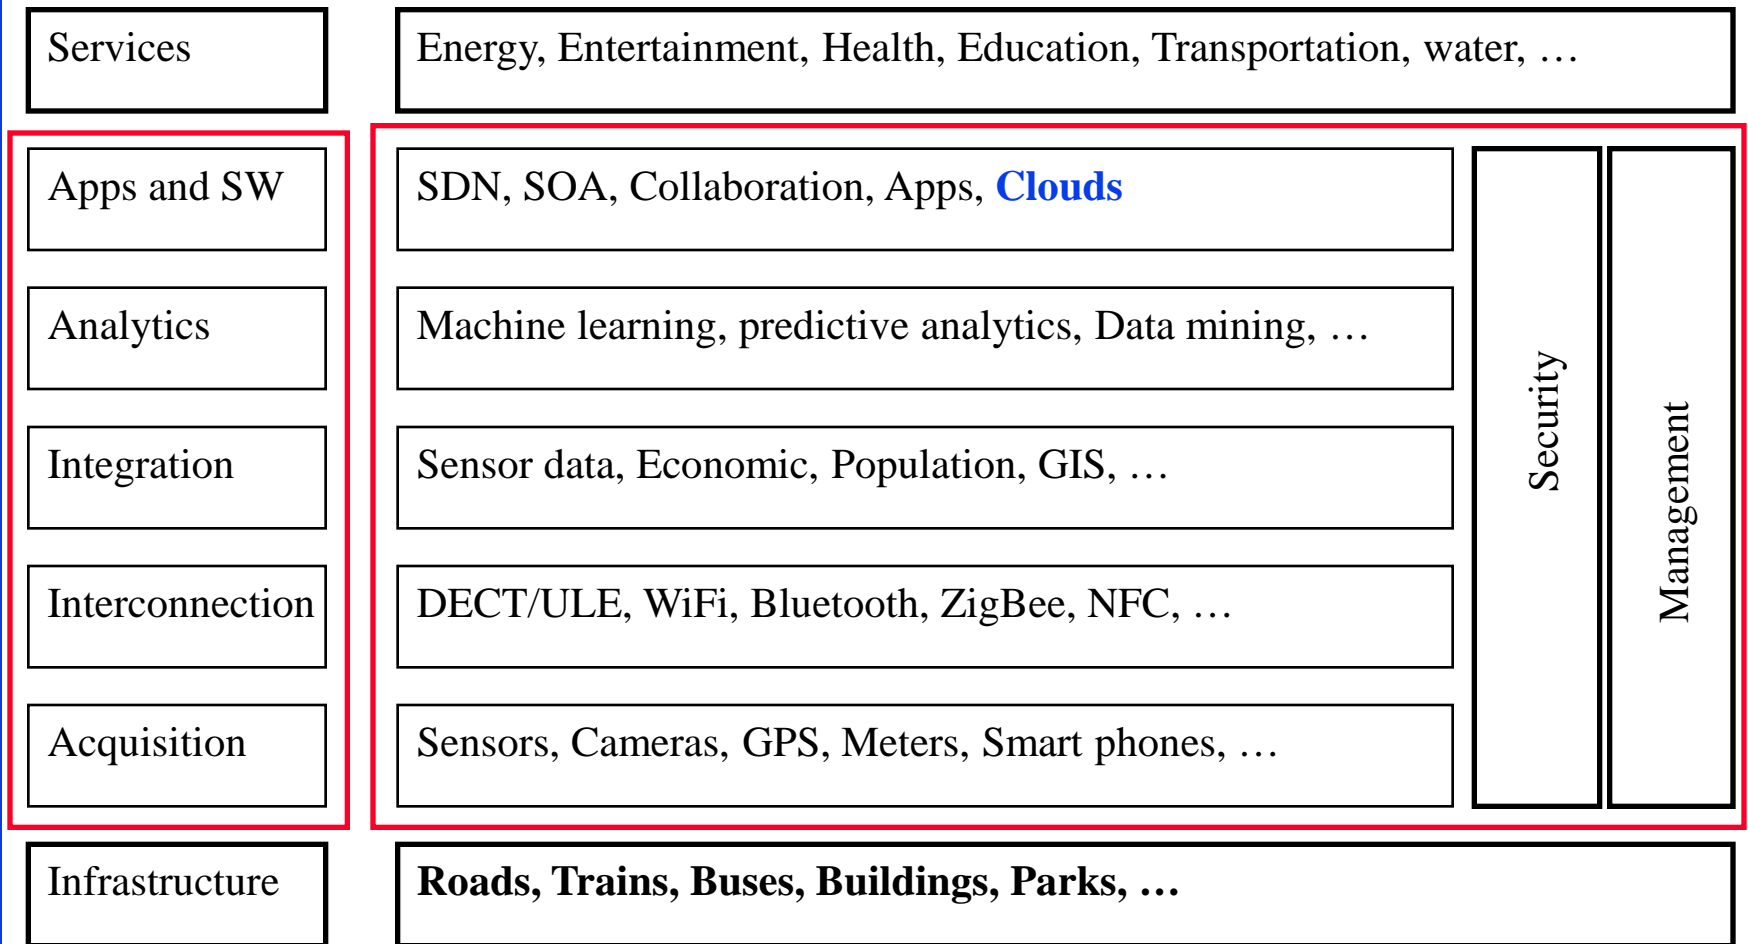 Services
Energy, Entertainment, Health, Education, Transportation, water, …
Apps and SW
SDN, SOA, Collaboration, Apps, Clouds
Analytics
Machine learning, predictive analytics, Data mining, …
Integration
Sensor data, Economic, Population, GIS, …
Interconnection
DECT/ULE, WiFi, Bluetooth, ZigBee, NFC, …
Acquisition
Sensors, Cameras, GPS, Meters, Smart phones, …
Security
Management
Infrastructure
Roads, Trains, Buses, Buildings, Parks, …